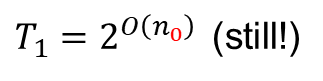 T₁ = 2^{O(n₀)} (still!)